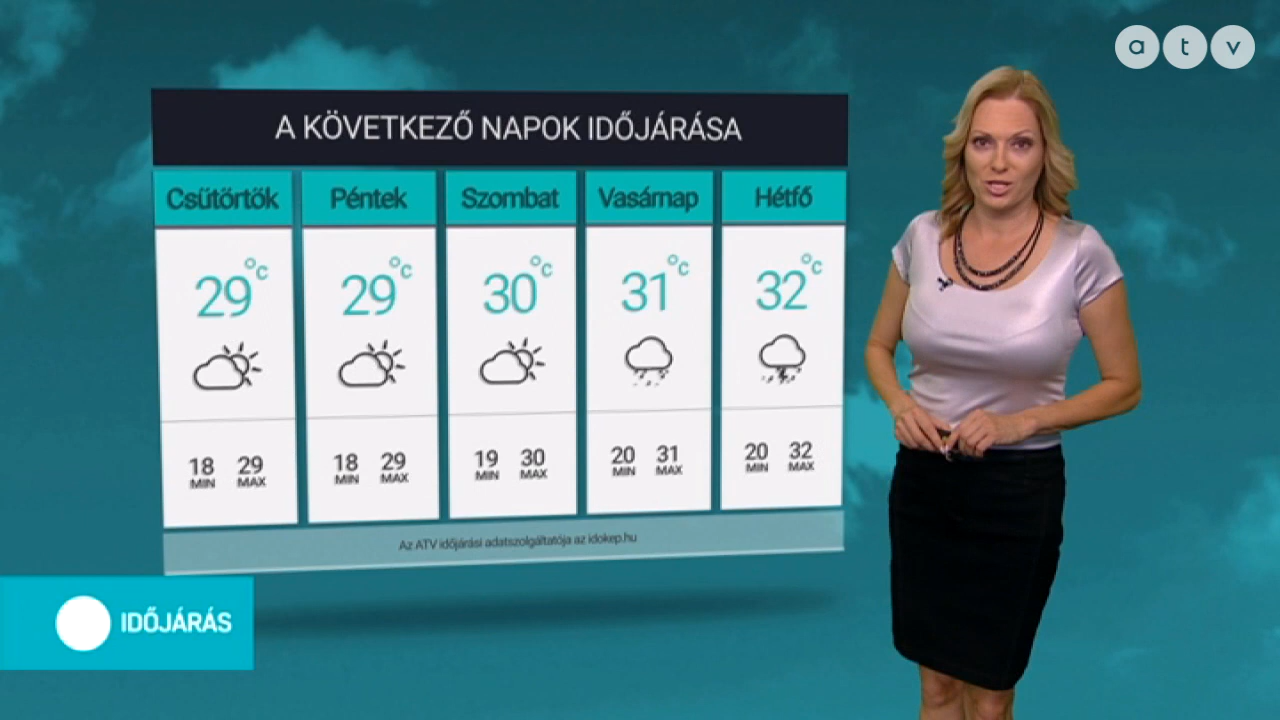 a t v
A KÖVETKEZŐ NAPOK IDŐJÁRÁSA
Csütörtök Péntek Szombat Vasárnap Hétfő
29°c 29°c 30°c 31°c 32°c
18 29 18 29 19 30 20 31 20 32
MIN MAX MIN MAX MIN MAX MIN MAX MIN MAX
Az ATV időjárási adatszolgáltatója az idokep.hu
IDŐJÁRÁS